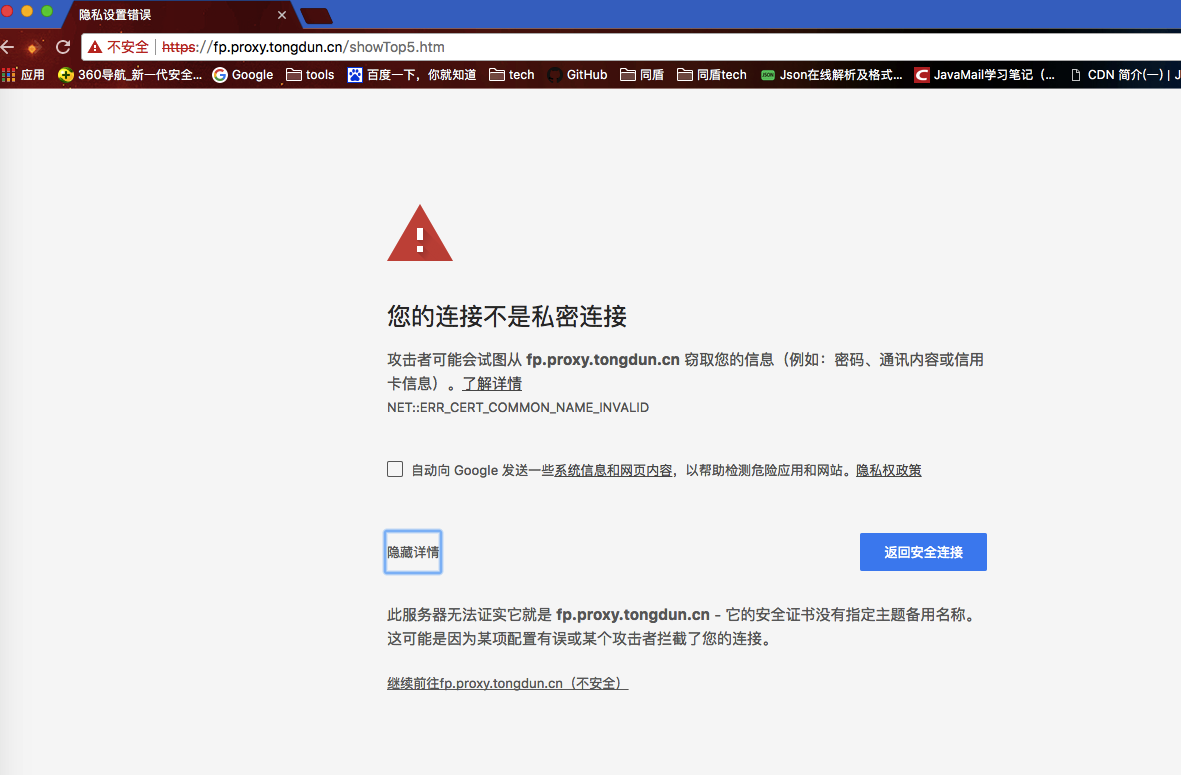 隐私设置错误
不安全 https://fp.proxy.tongdun.cn/showTop5.htm
应用 360导航_新一代安全... Google tools 百度一下，你就知道 tech GitHub 同盾 同盾tech JSON Json在线解析及格式... C JavaMail学习笔记（... CDN 简介(一) | J
您的连接不是私密连接
攻击者可能会试图从 fp.proxy.tongdun.cn 窃取您的信息（例如：密码、通讯内容或信用
卡信息）。了解详情
NET::ERR_CERT_COMMON_NAME_INVALID
自动向 Google 发送一些系统信息和网页内容，以帮助检测危险应用和网站。隐私权政策
隐藏详情
返回安全连接
此服务器无法证实它就是 fp.proxy.tongdun.cn - 它的安全证书没有指定主题备用名称。
这可能是因为某项配置有误或某个攻击者拦截了您的连接。
继续前往fp.proxy.tongdun.cn（不安全）